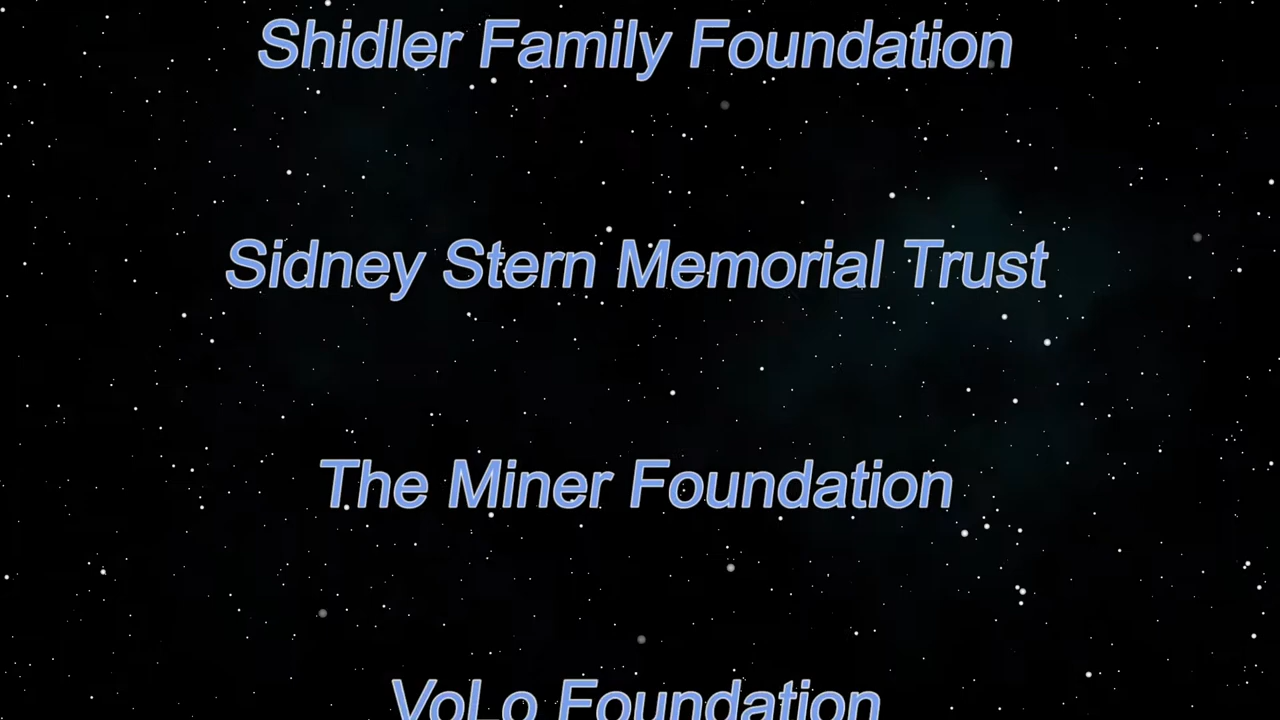 Shidler Family Foundation
Sidney Stern Memorial Trust
The Miner Foundation
VoLo Foundation